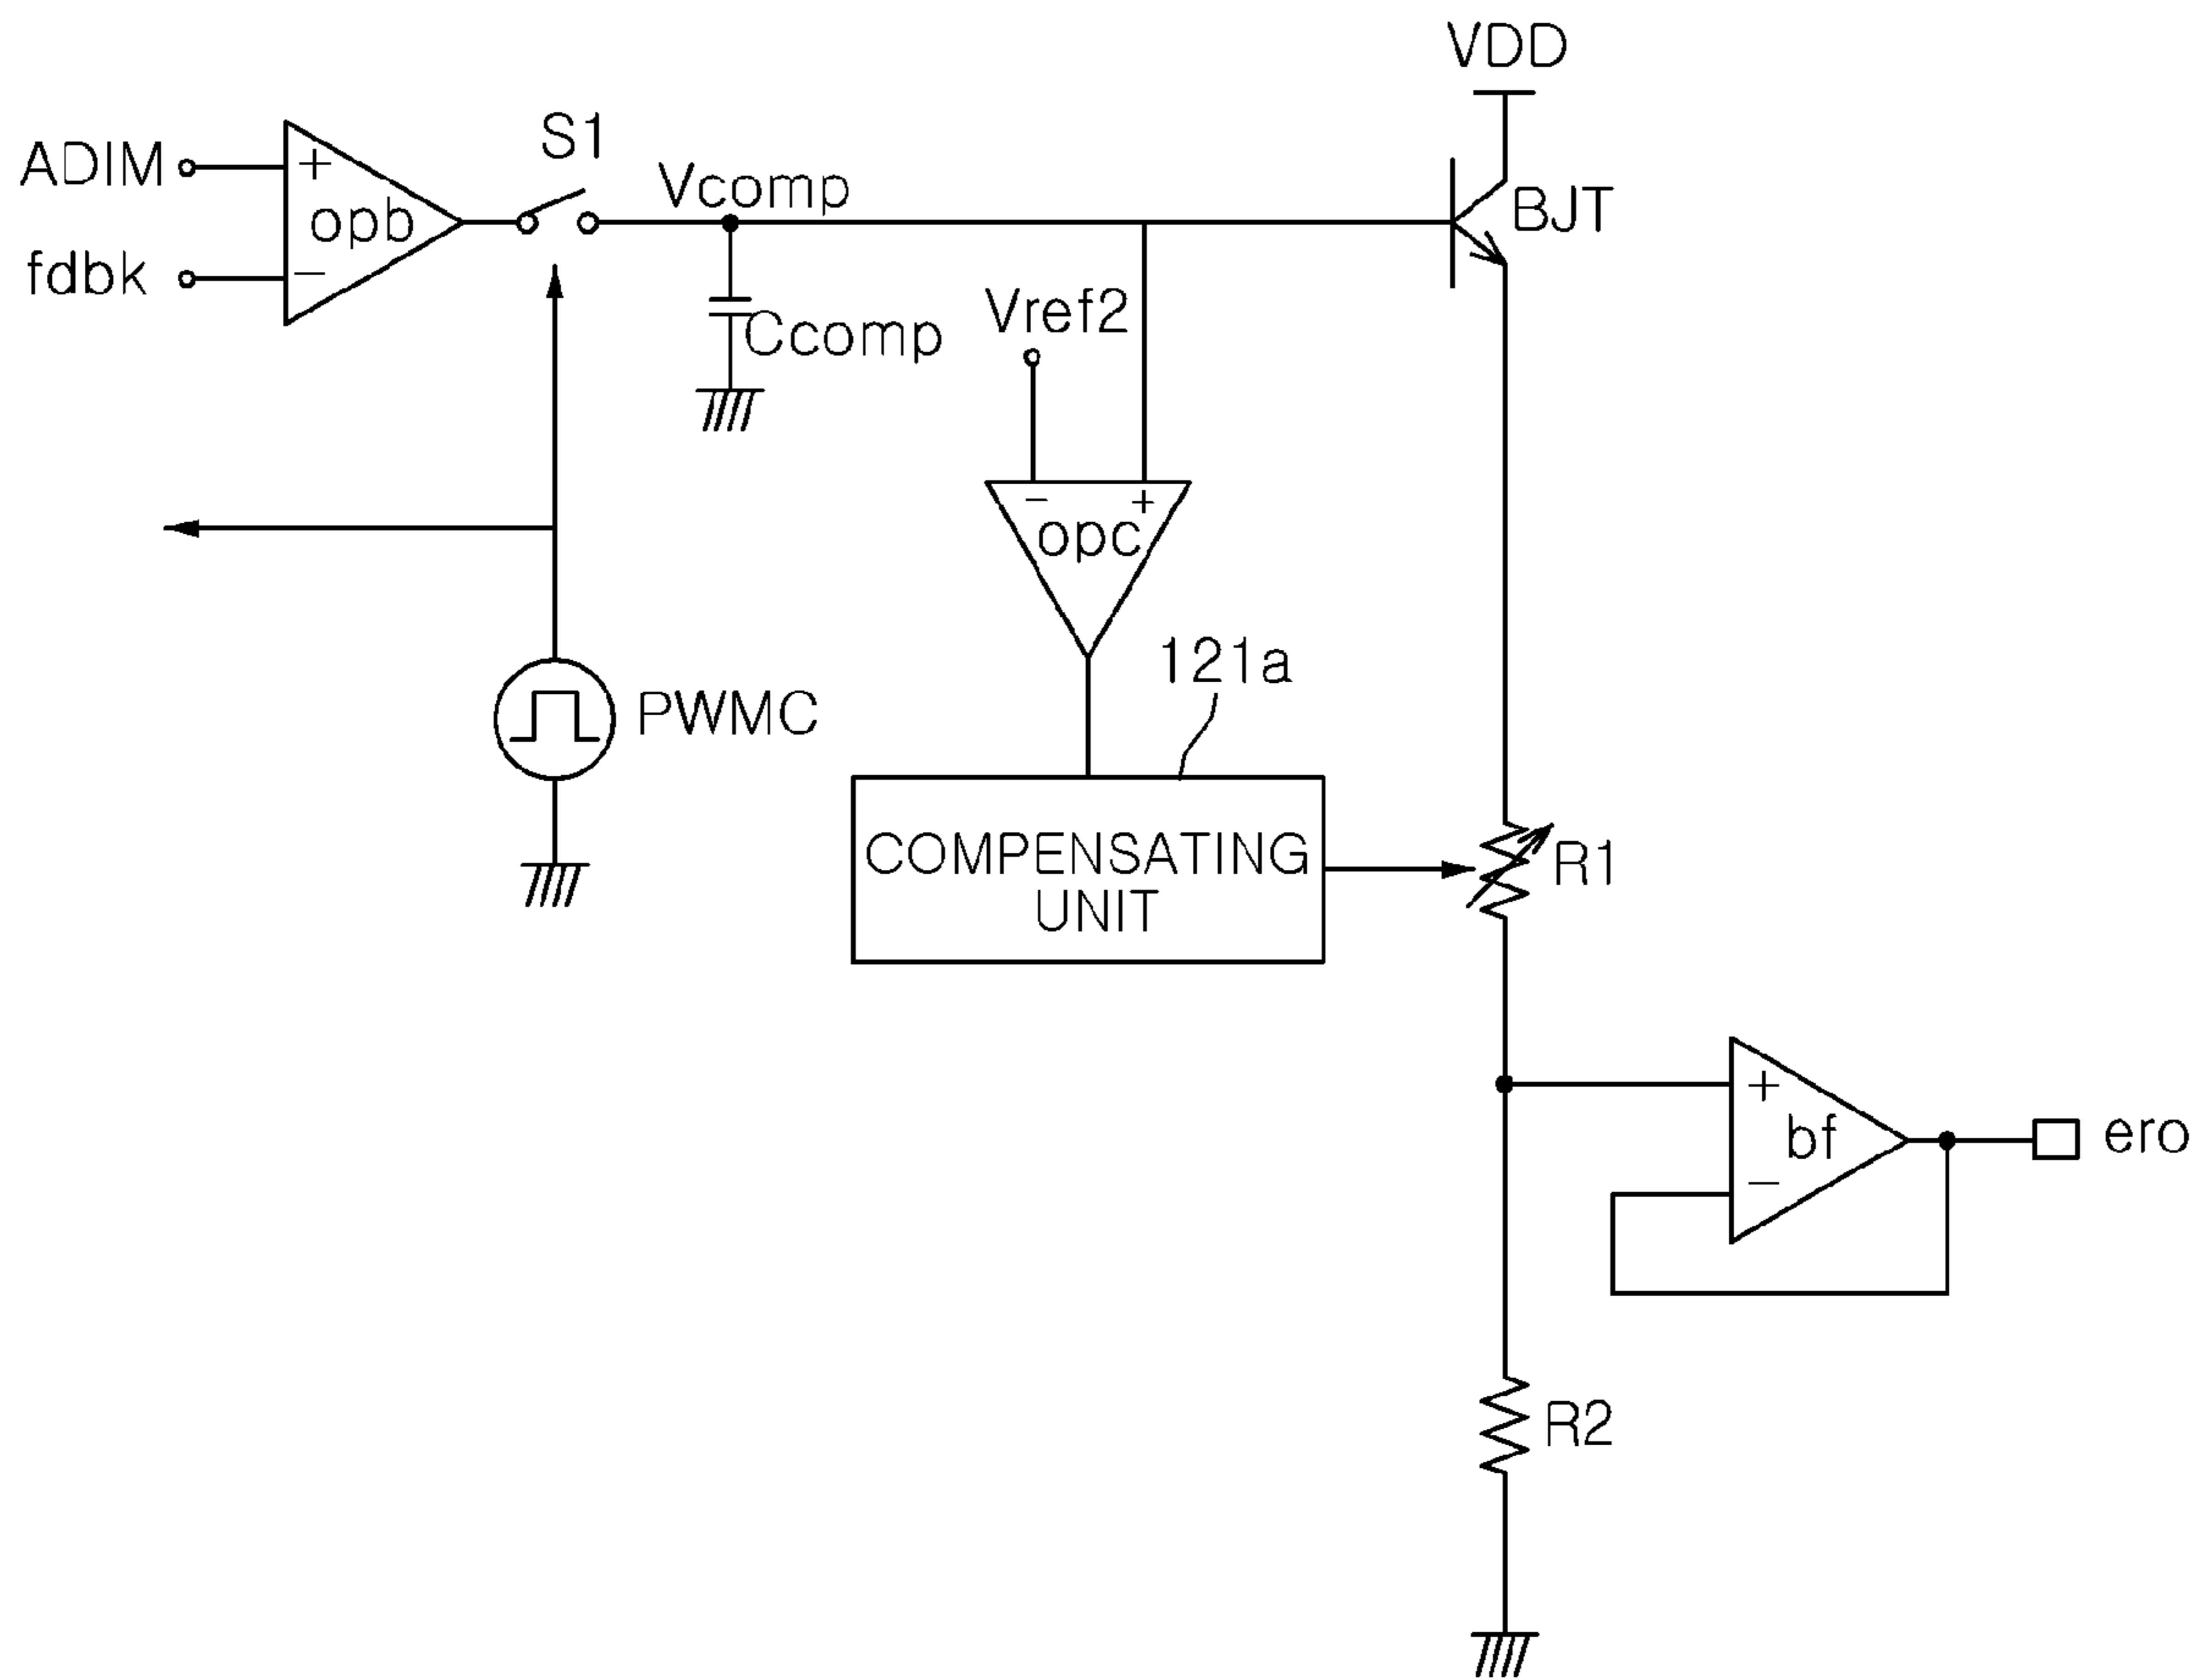 VDD
S1
ADIM
+
opb
Vcomp
BJT
fdbk
−
Vref2
Ccomp
− +
opc
121a
PWMC
COMPENSATING
UNIT
R1
+
bf
ero
−
R2